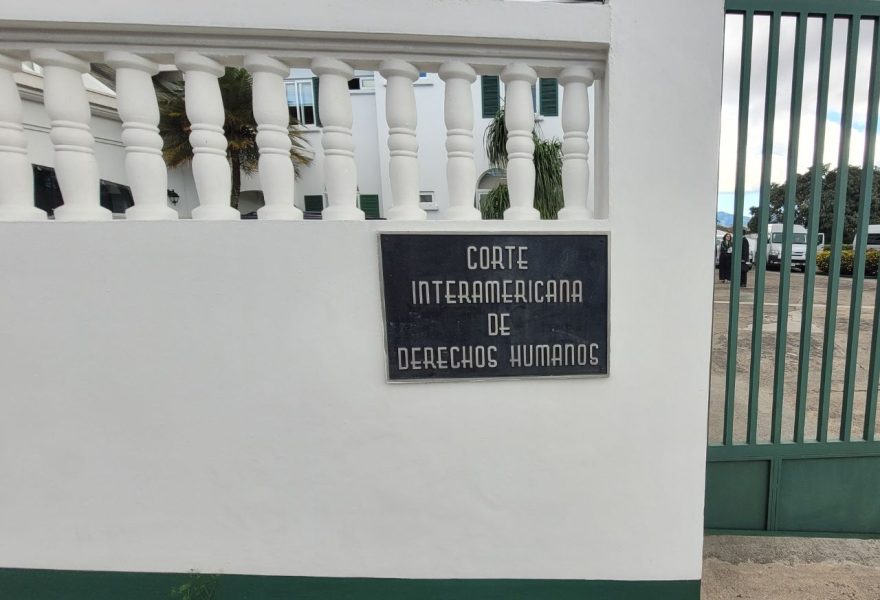 CORTE
INTERAMERICANA
DE
DERECHOS HUMANOS